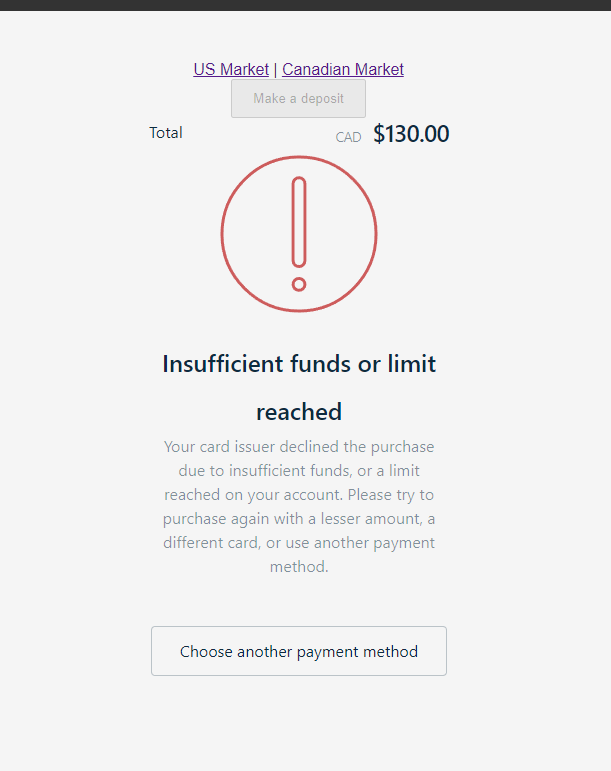 US Market | Canadian Market
Make a deposit
Total CAD $130.00
Insufficient funds or limit
reached
Your card issuer declined the purchase
due to insufficient funds, or a limit
reached on your account. Please try to
purchase again with a lesser amount, a
different card, or use another payment
method.
Choose another payment method